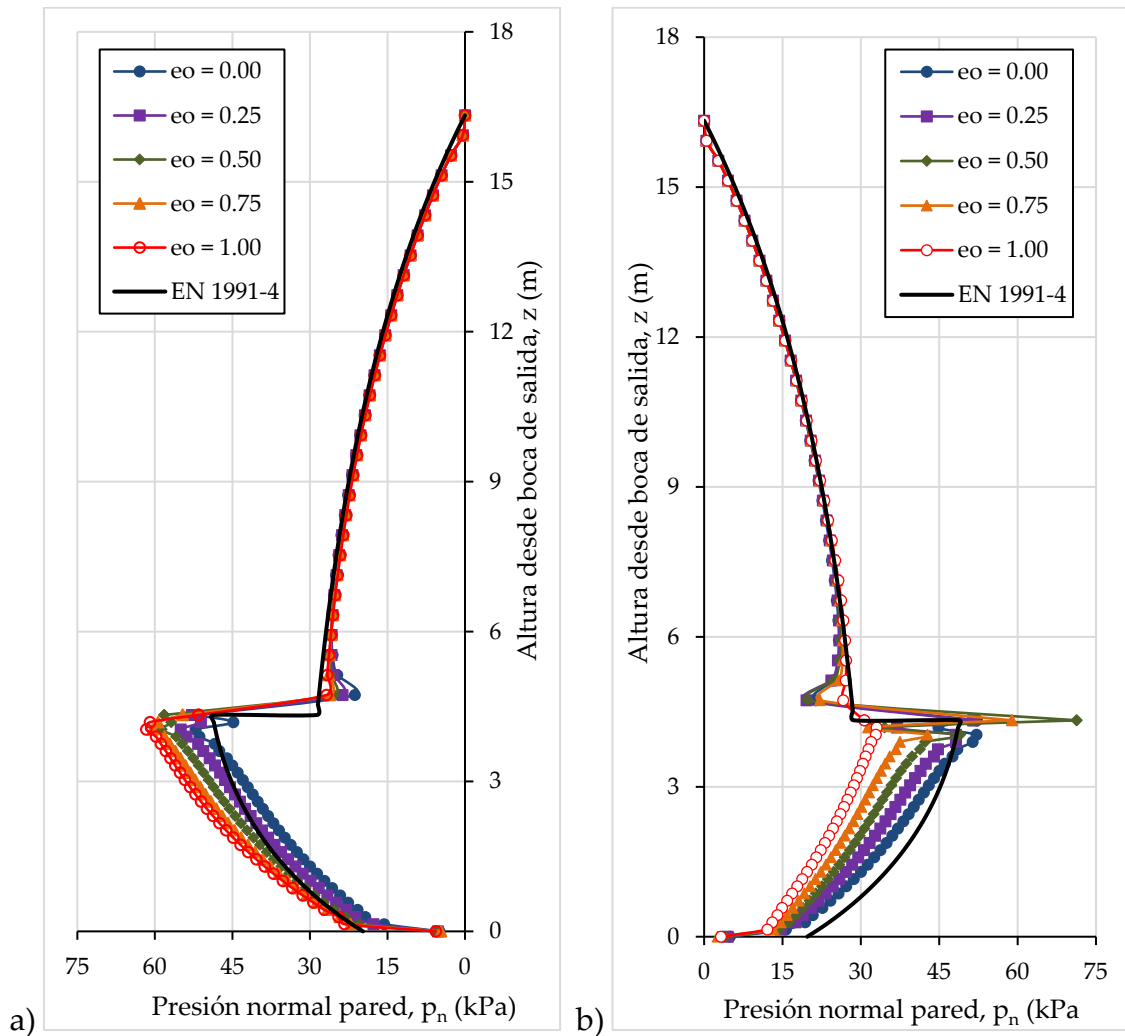 eo = 0.00
eo = 0.25
eo = 0.50
eo = 0.75
eo = 1.00
EN 1991-4
18
15
12
9
6
3
0
Altura desde boca de salida, z (m)
75 60 45 30 15 0
Presión normal pared, pn (kPa)
a)
eo = 0.00
eo = 0.25
eo = 0.50
eo = 0.75
eo = 1.00
EN 1991-4
18
15
12
9
6
3
0
Altura desde boca de salida, z (m)
0 15 30 45 60 75
Presión normal pared, pn (kPa
b)